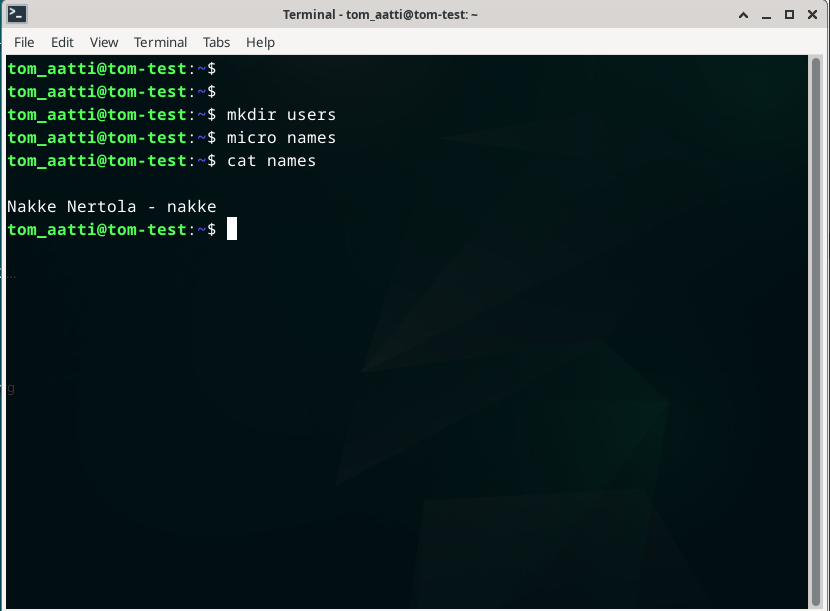 Terminal - tom_aatti@tom-test: ~
File Edit View Terminal Tabs Help
tom_aatti@tom-test:~$
tom_aatti@tom-test:~$
tom_aatti@tom-test:~$ mkdir users
tom_aatti@tom-test:~$ micro names
tom_aatti@tom-test:~$ cat names
Nakke Nertola - nakke
tom_aatti@tom-test:~$
...
g